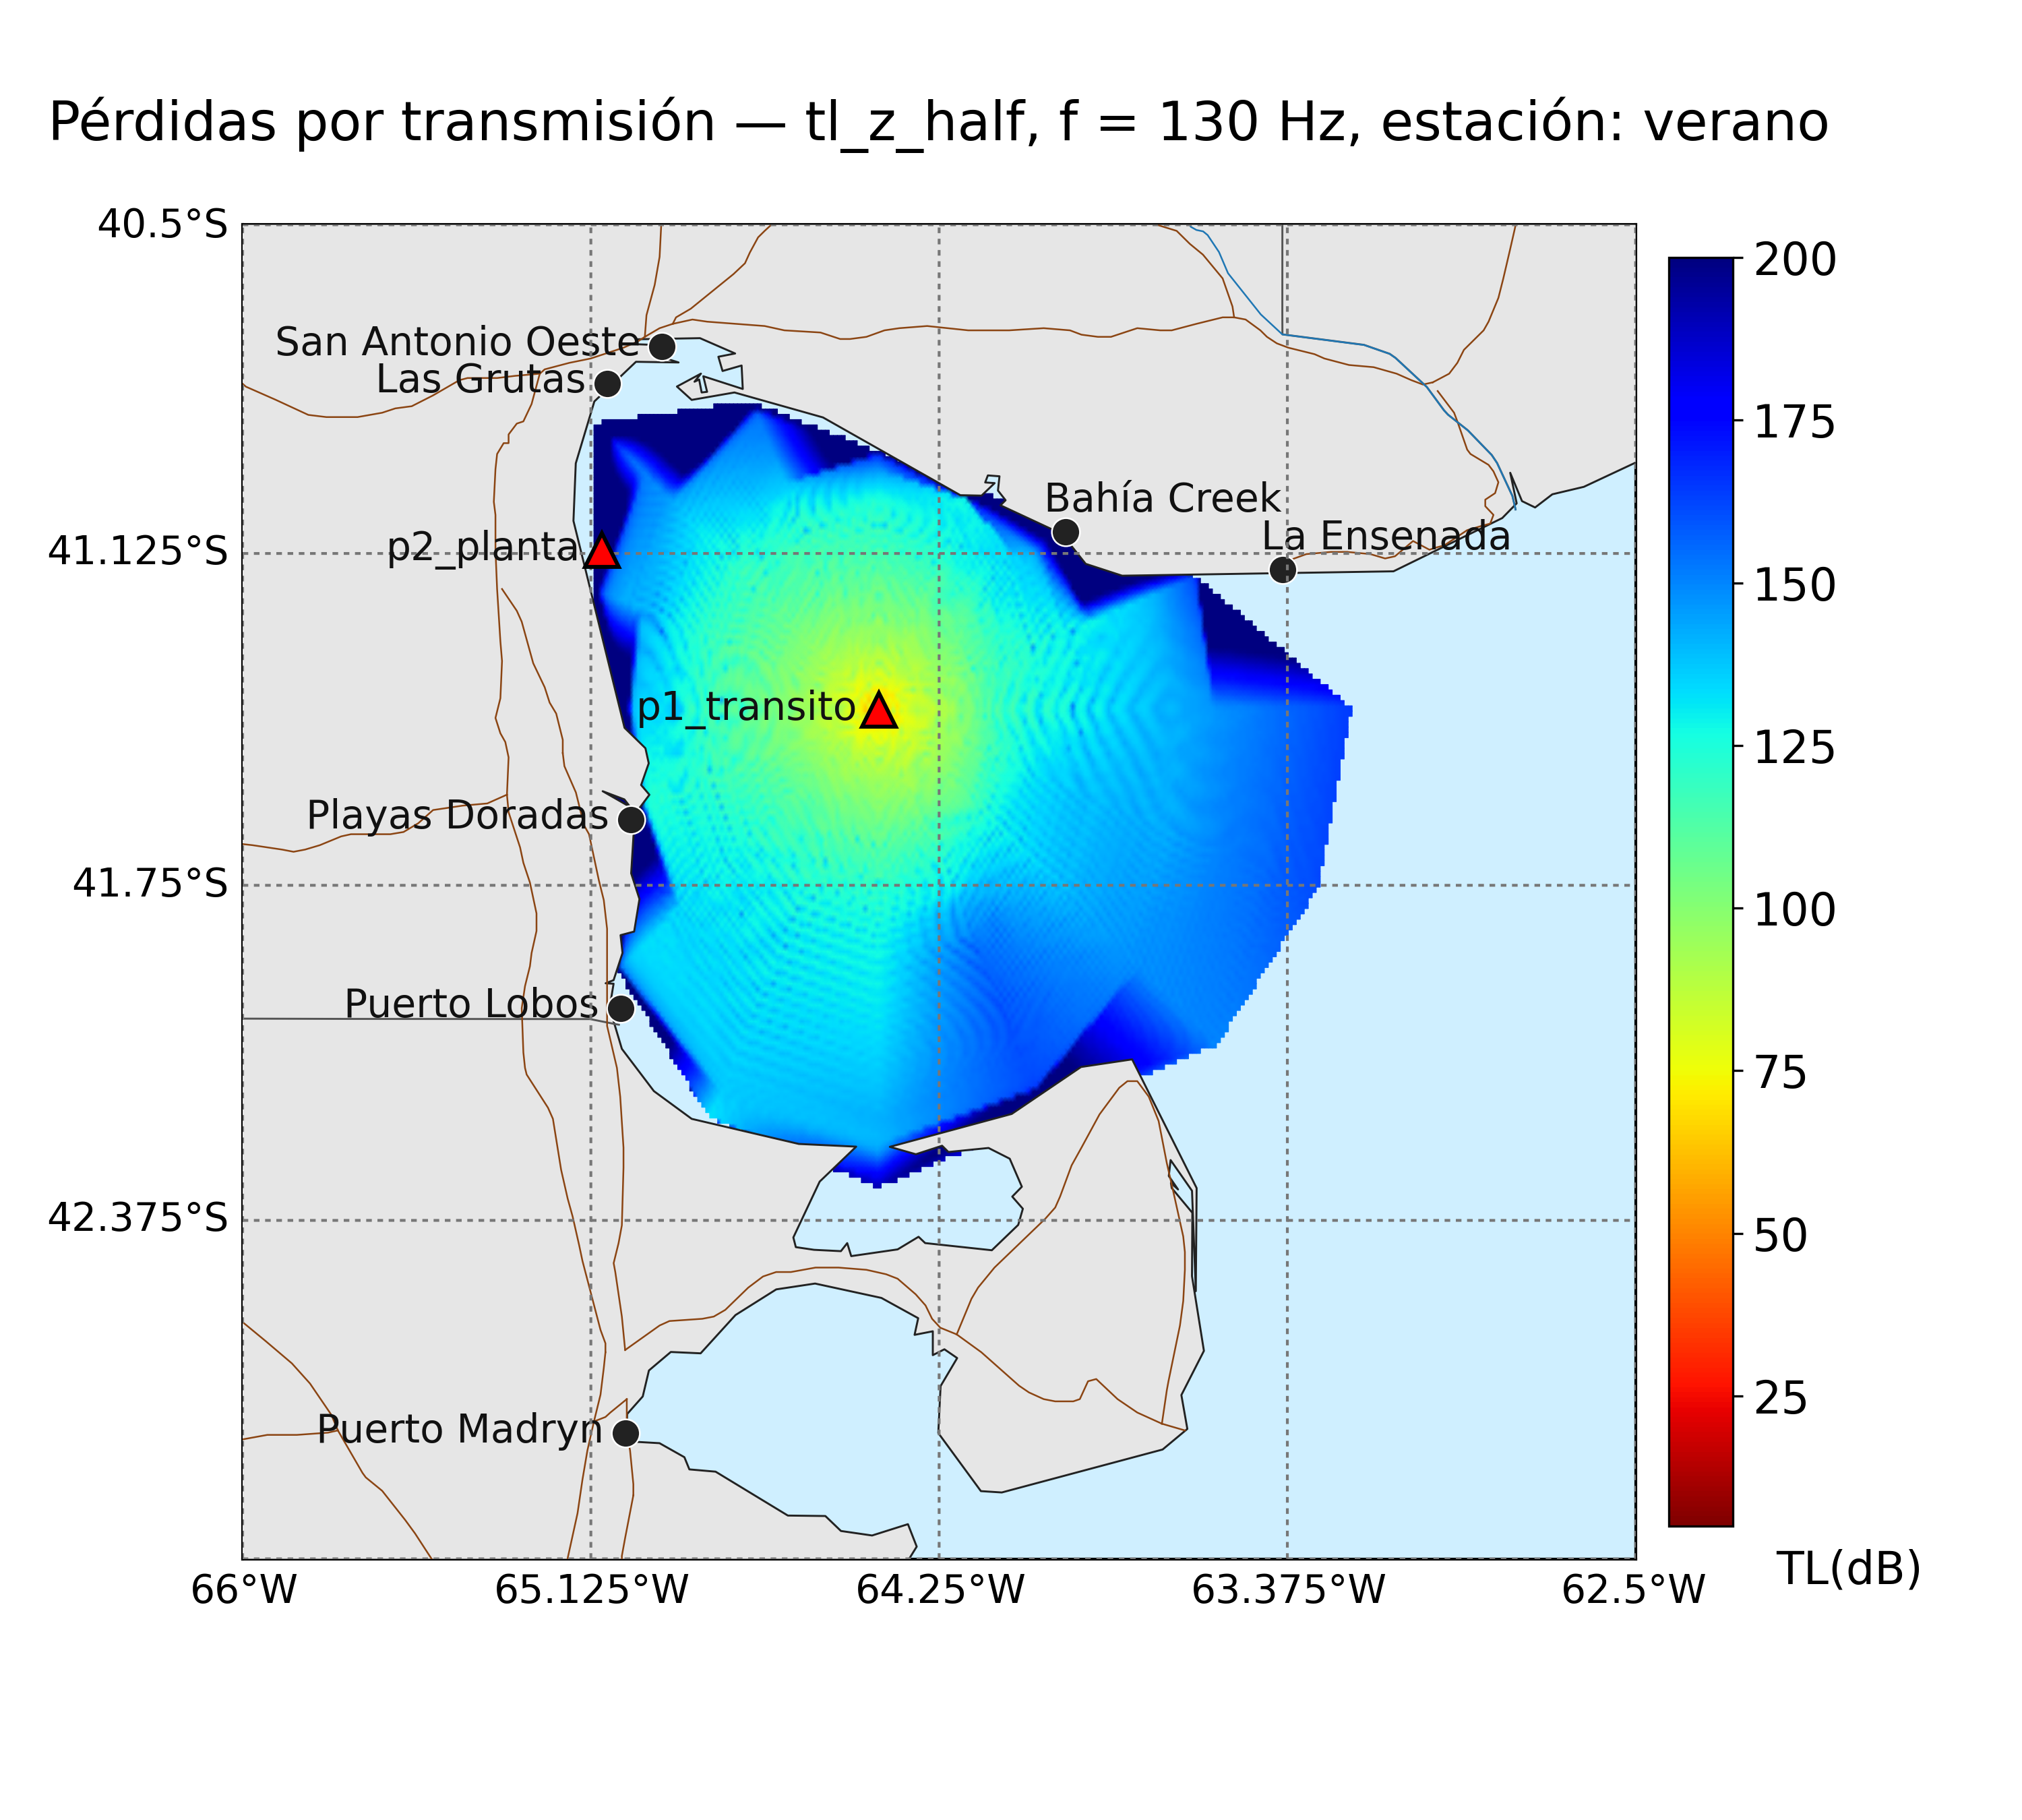 Pérdidas por transmisión — tl_z_half, f = 130 Hz, estación: verano
40.5°S
41.125°S
41.75°S
42.375°S
San Antonio Oeste
Las Grutas
Bahía Creek
La Ensenada
p2_planta
p1_transito
Playas Doradas
Puerto Lobos
Puerto Madryn
66°W
65.125°W
64.25°W
63.375°W
62.5°W
200
175
150
125
100
75
50
25
TL(dB)